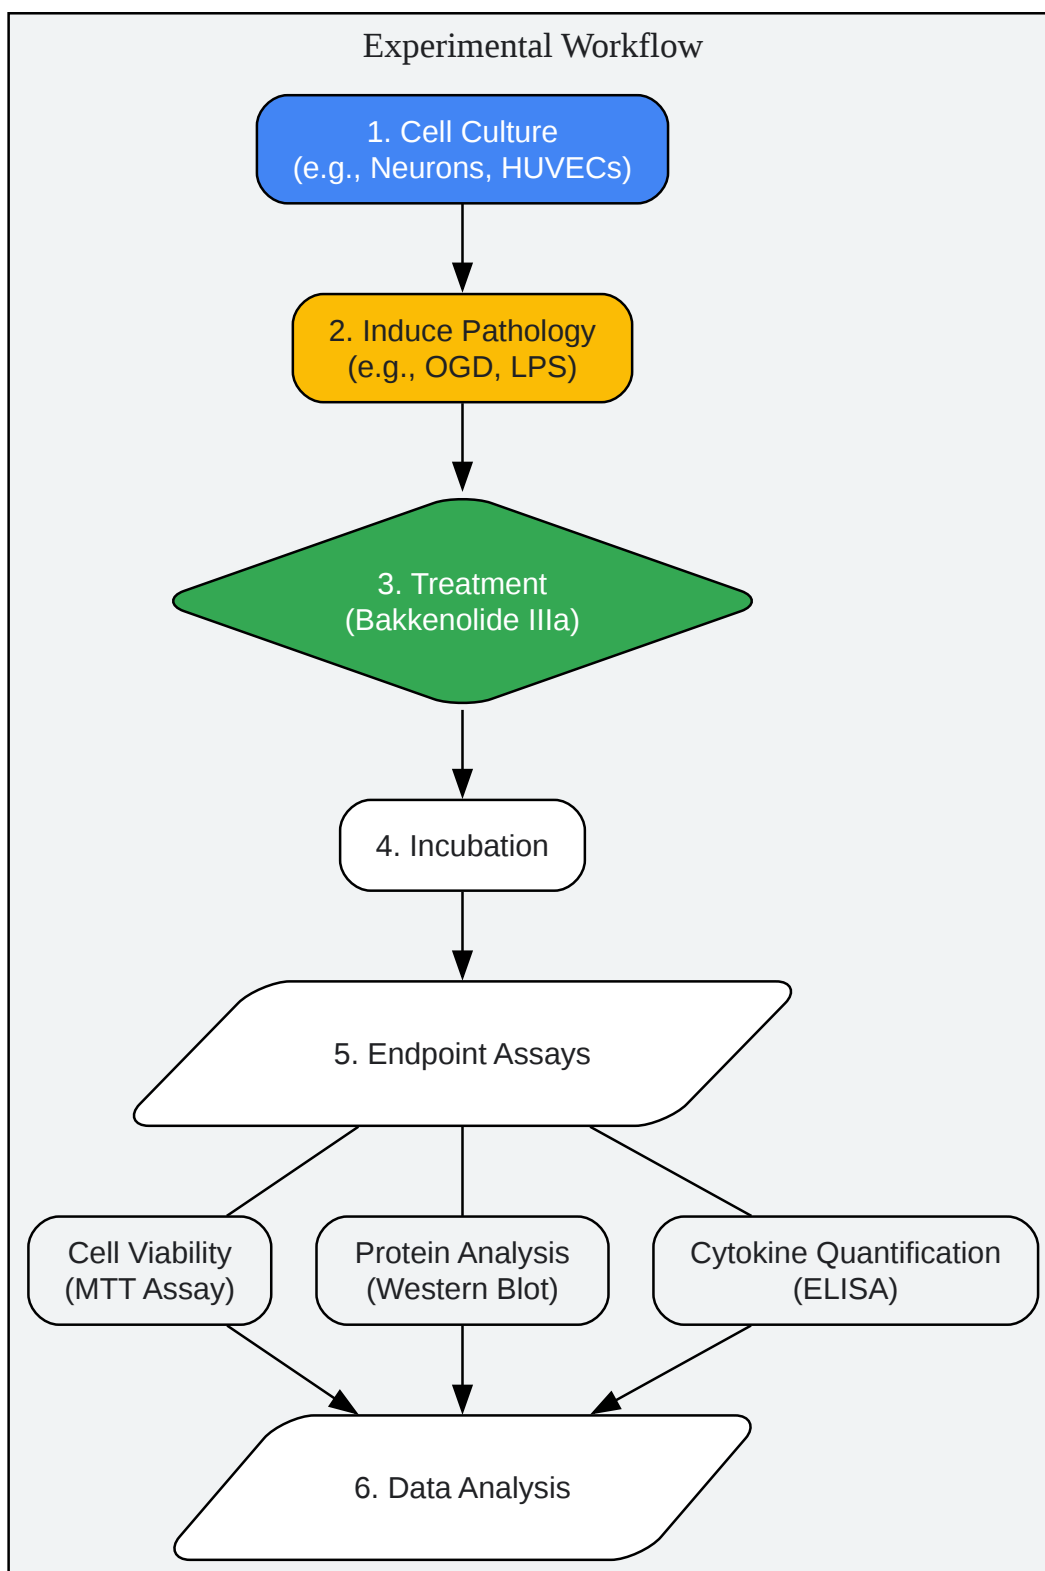 Experimental Workflow
1. Cell Culture
(e.g., Neurons, HUVECs)
2. Induce Pathology
(e.g., OGD, LPS)
3. Treatment
(Bakkenolide IIIa)
4. Incubation
5. Endpoint Assays
Cell Viability
(MTT Assay)
Protein Analysis
(Western Blot)
Cytokine Quantification
(ELISA)
6. Data Analysis